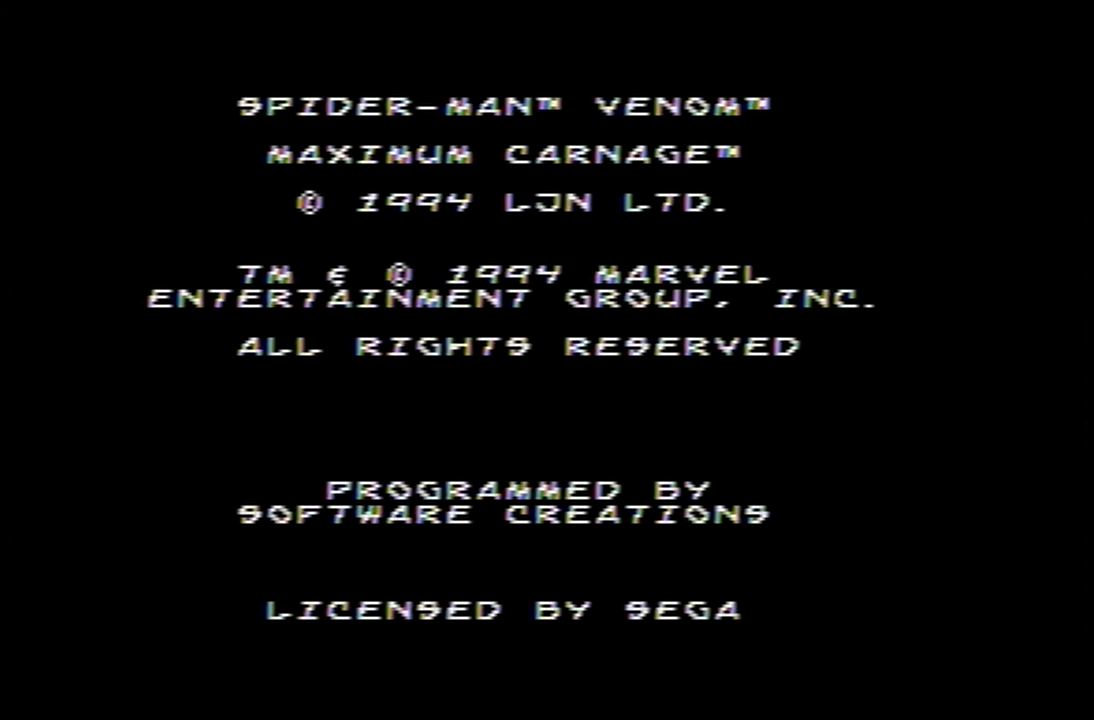 SPIDER-MAN™ VENOM™
MAXIMUM CARNAGE™
© 1994 LJN LTD.
TM & © 1994 MARVEL
ENTERTAINMENT GROUP, INC.
ALL RIGHTS RESERVED
PROGRAMMED BY
SOFTWARE CREATIONS
LICENSED BY SEGA